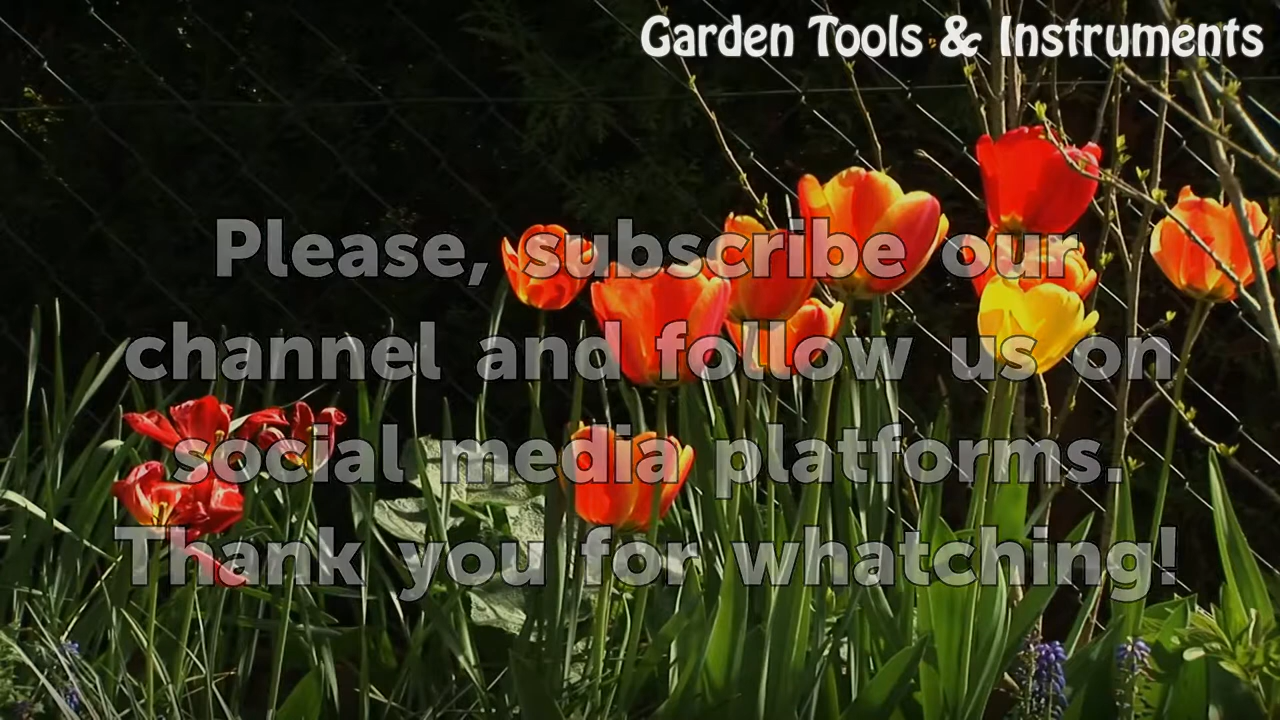 Garden Tools & Instruments
Please, subscribe our
channel and follow us on
social media platforms.
Thank you for whatching!